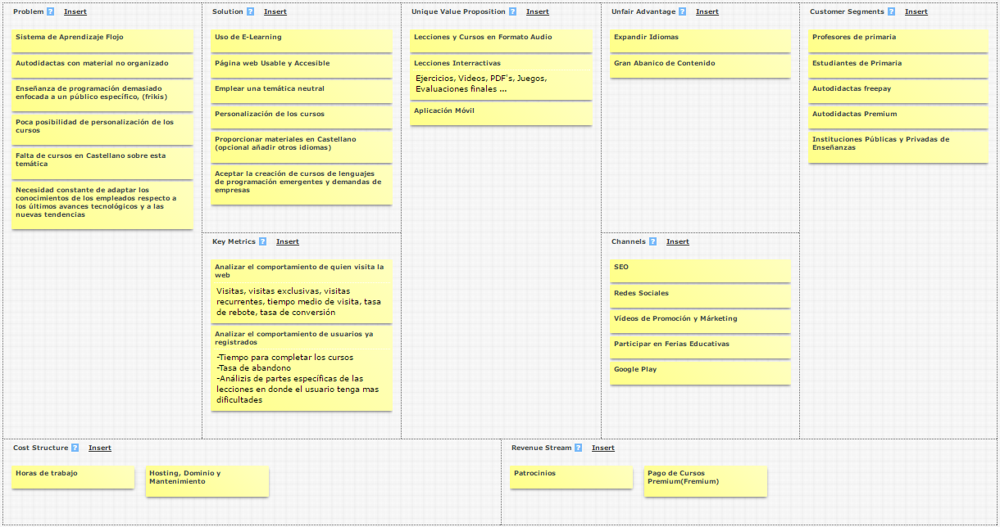 Problem ? Insert
Sistema de Aprendizaje Flojo
Autodidactas con material no organizado
Enseñanza de programación demasiado
enfocada a un público específico, (frikis)
Poca posibilidad de personalización de los
cursos
Falta de cursos en Castellano sobre esta
temática
Necesidad constante de adaptar los
conocimientos de los empleados respecto a
los últimos avances tecnológicos y a las
nuevas tendencias
Solution ? Insert
Uso de E-Learning
Página web Usable y Accesible
Emplear una temática neutral
Personalización de los cursos
Proporcionar materiales en Castellano
(opcional añadir otros idiomas)
Aceptar la creación de cursos de lenguajes
de programación emergentes y demandas de
empresas
Key Metrics ? Insert
Analizar el comportamiento de quien visita la
web
Visitas, visitas exclusivas, visitas
recurrentes, tiempo medio de visita, tasa
de rebote, tasa de conversión
Analizar el comportamiento de usuarios ya
registrados
-Tiempo para completar los cursos
-Tasa de abandono
-Análizis de partes específicas de las
lecciones en donde el usuario tenga mas
dificultades
Unique Value Proposition ? Insert
Lecciones y Cursos en Formato Audio
Lecciones Interractivas
Ejercicios, Videos, PDF's, Juegos,
Evaluaciones finales ...
Aplicación Móvil
Unfair Advantage ? Insert
Expandir Idiomas
Gran Abanico de Contenido
Channels ? Insert
SEO
Redes Sociales
Vídeos de Promoción y Márketing
Participar en Ferias Educativas
Google Play
Customer Segments ? Insert
Profesores de primaria
Estudiantes de Primaria
Autodidactas freepay
Autodidactas Premium
Instituciones Públicas y Privadas de
Enseñanzas
Cost Structure ? Insert
Horas de trabajo
Hosting, Dominio y
Mantenimiento
Revenue Stream ? Insert
Patrocinios
Pago de Cursos
Premium(Fremium)